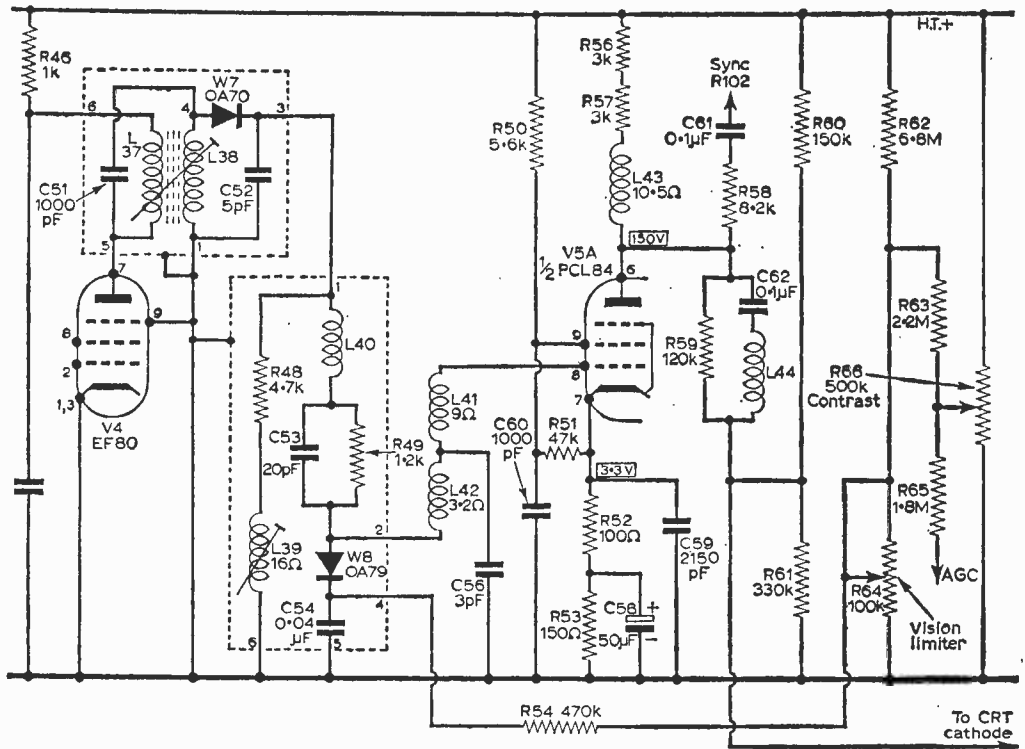 H.T.+
R46
1k
6
W7
OA70
4
3
L
37
L38
C51
1000
pF
C52
5pF
5
1
7
9
8
2
1,3
V4
EF80
1
L40
R48
4·7k
C53
20pF
R49
1·2k
2
L39
16Ω
W8
OA79
4
C54
0·04
µF
6
5
L41
9Ω
L42
3·2Ω
C56
3pF
R50
5·6k
R56
3k
R57
3k
L43
10·5Ω
Sync
R102
C61
0·1µF
R58
8·2k
150V
V5A
½PCL84
6
9
8
7
C60
1000
pF
R51
47k
3·3V
R52
100Ω
C59
2150
pF
R53
150Ω
C58
50µF
+
−
R59
120k
C62
0·1µF
L44
R60
150k
R61
330k
R62
6·8M
R63
2·2M
R66
500k
Contrast
R65
1·8M
AGC
R64
100k
Vision
limiter
R54 470k
To CRT
cathode